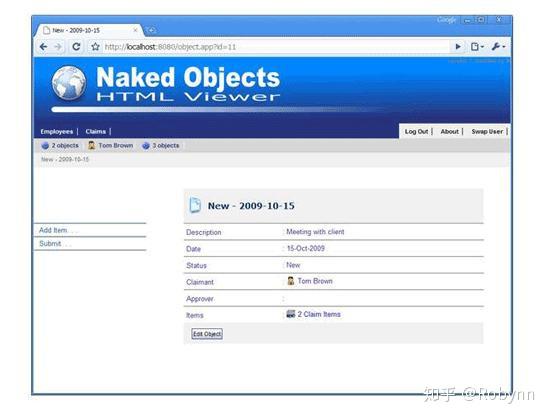 Google
New - 2009-10-15
http://localhost:8080/object.app?id=11
Naked Objects
HTML Viewer
Employees | Claims |
Log Out | About | Swap User |
2 objects Tom Brown 3 objects
New - 2009-10-15
New - 2009-10-15
Add Item. . .
Submit. . .
Description : Meeting with client
Date : 15-Oct-2009
Status : New
Claimant : Tom Brown
Approver :
Items : 2 Claim Items
Edit Object
知乎 @Robynn